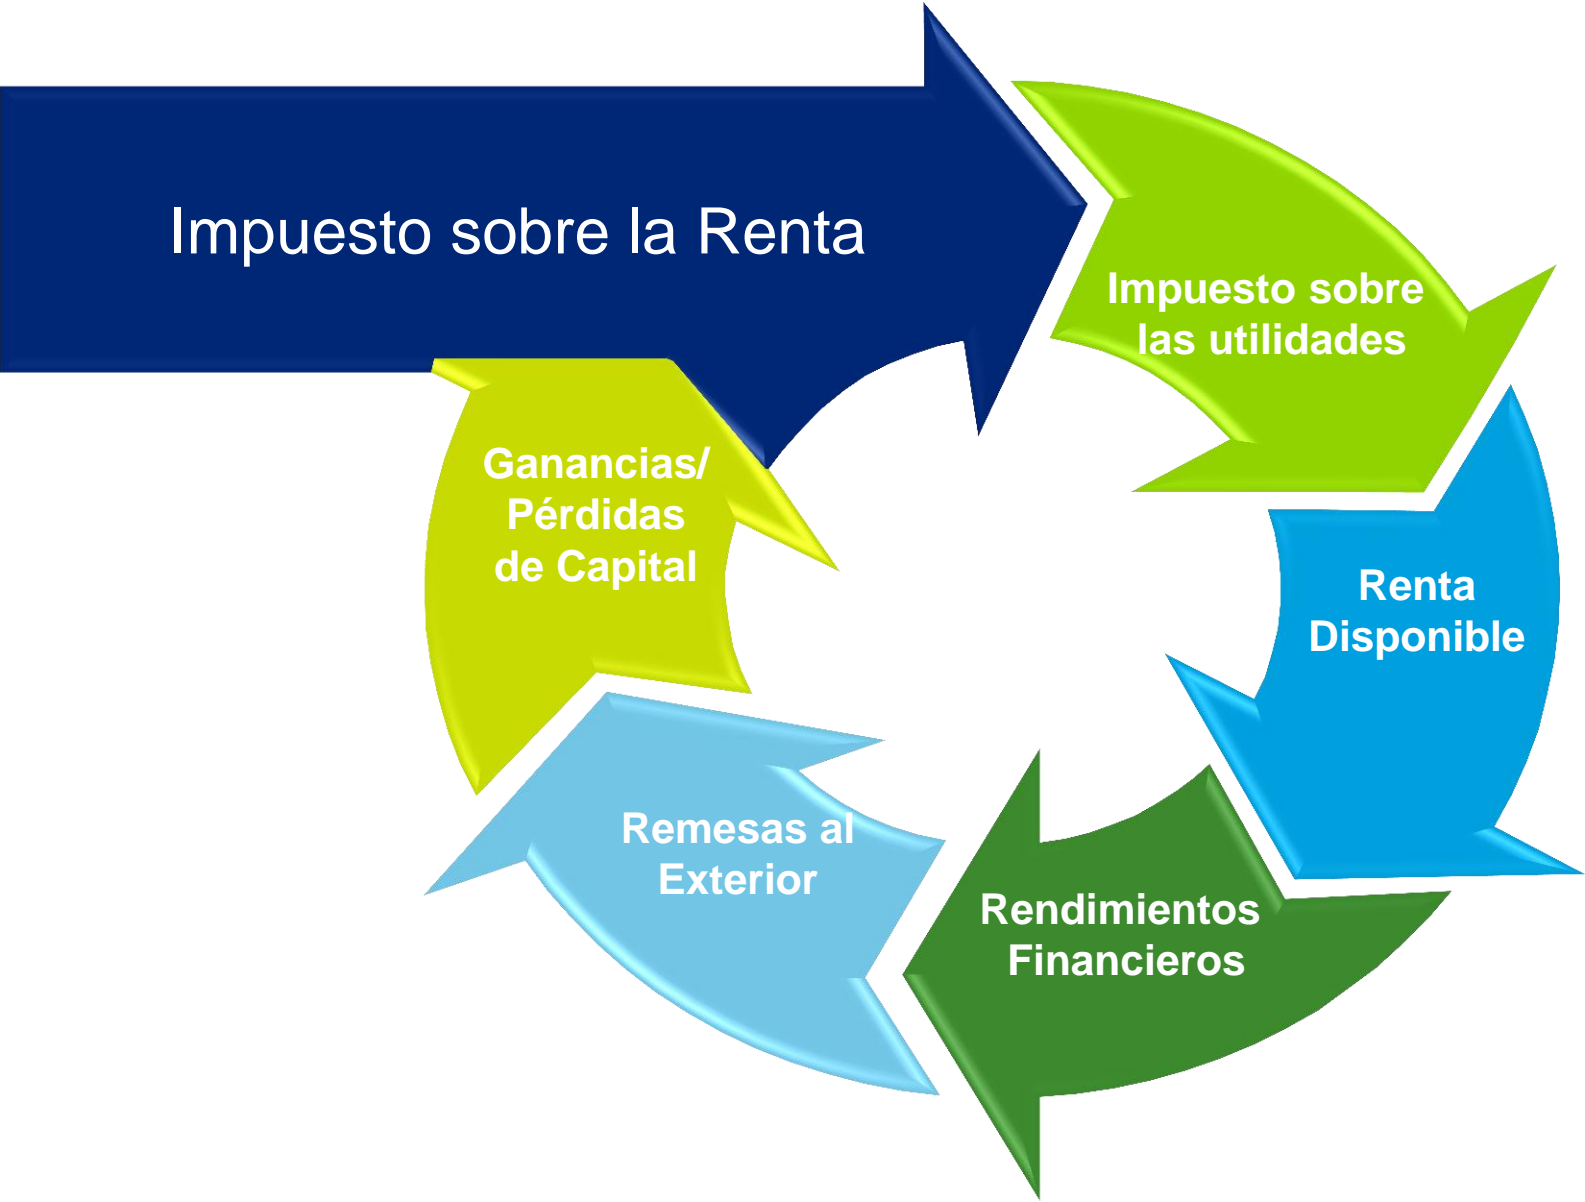 Impuesto sobre la Renta
Impuesto sobre
las utilidades
Renta
Disponible
Rendimientos
Financieros
Remesas al
Exterior
Ganancias/
Pérdidas
de Capital